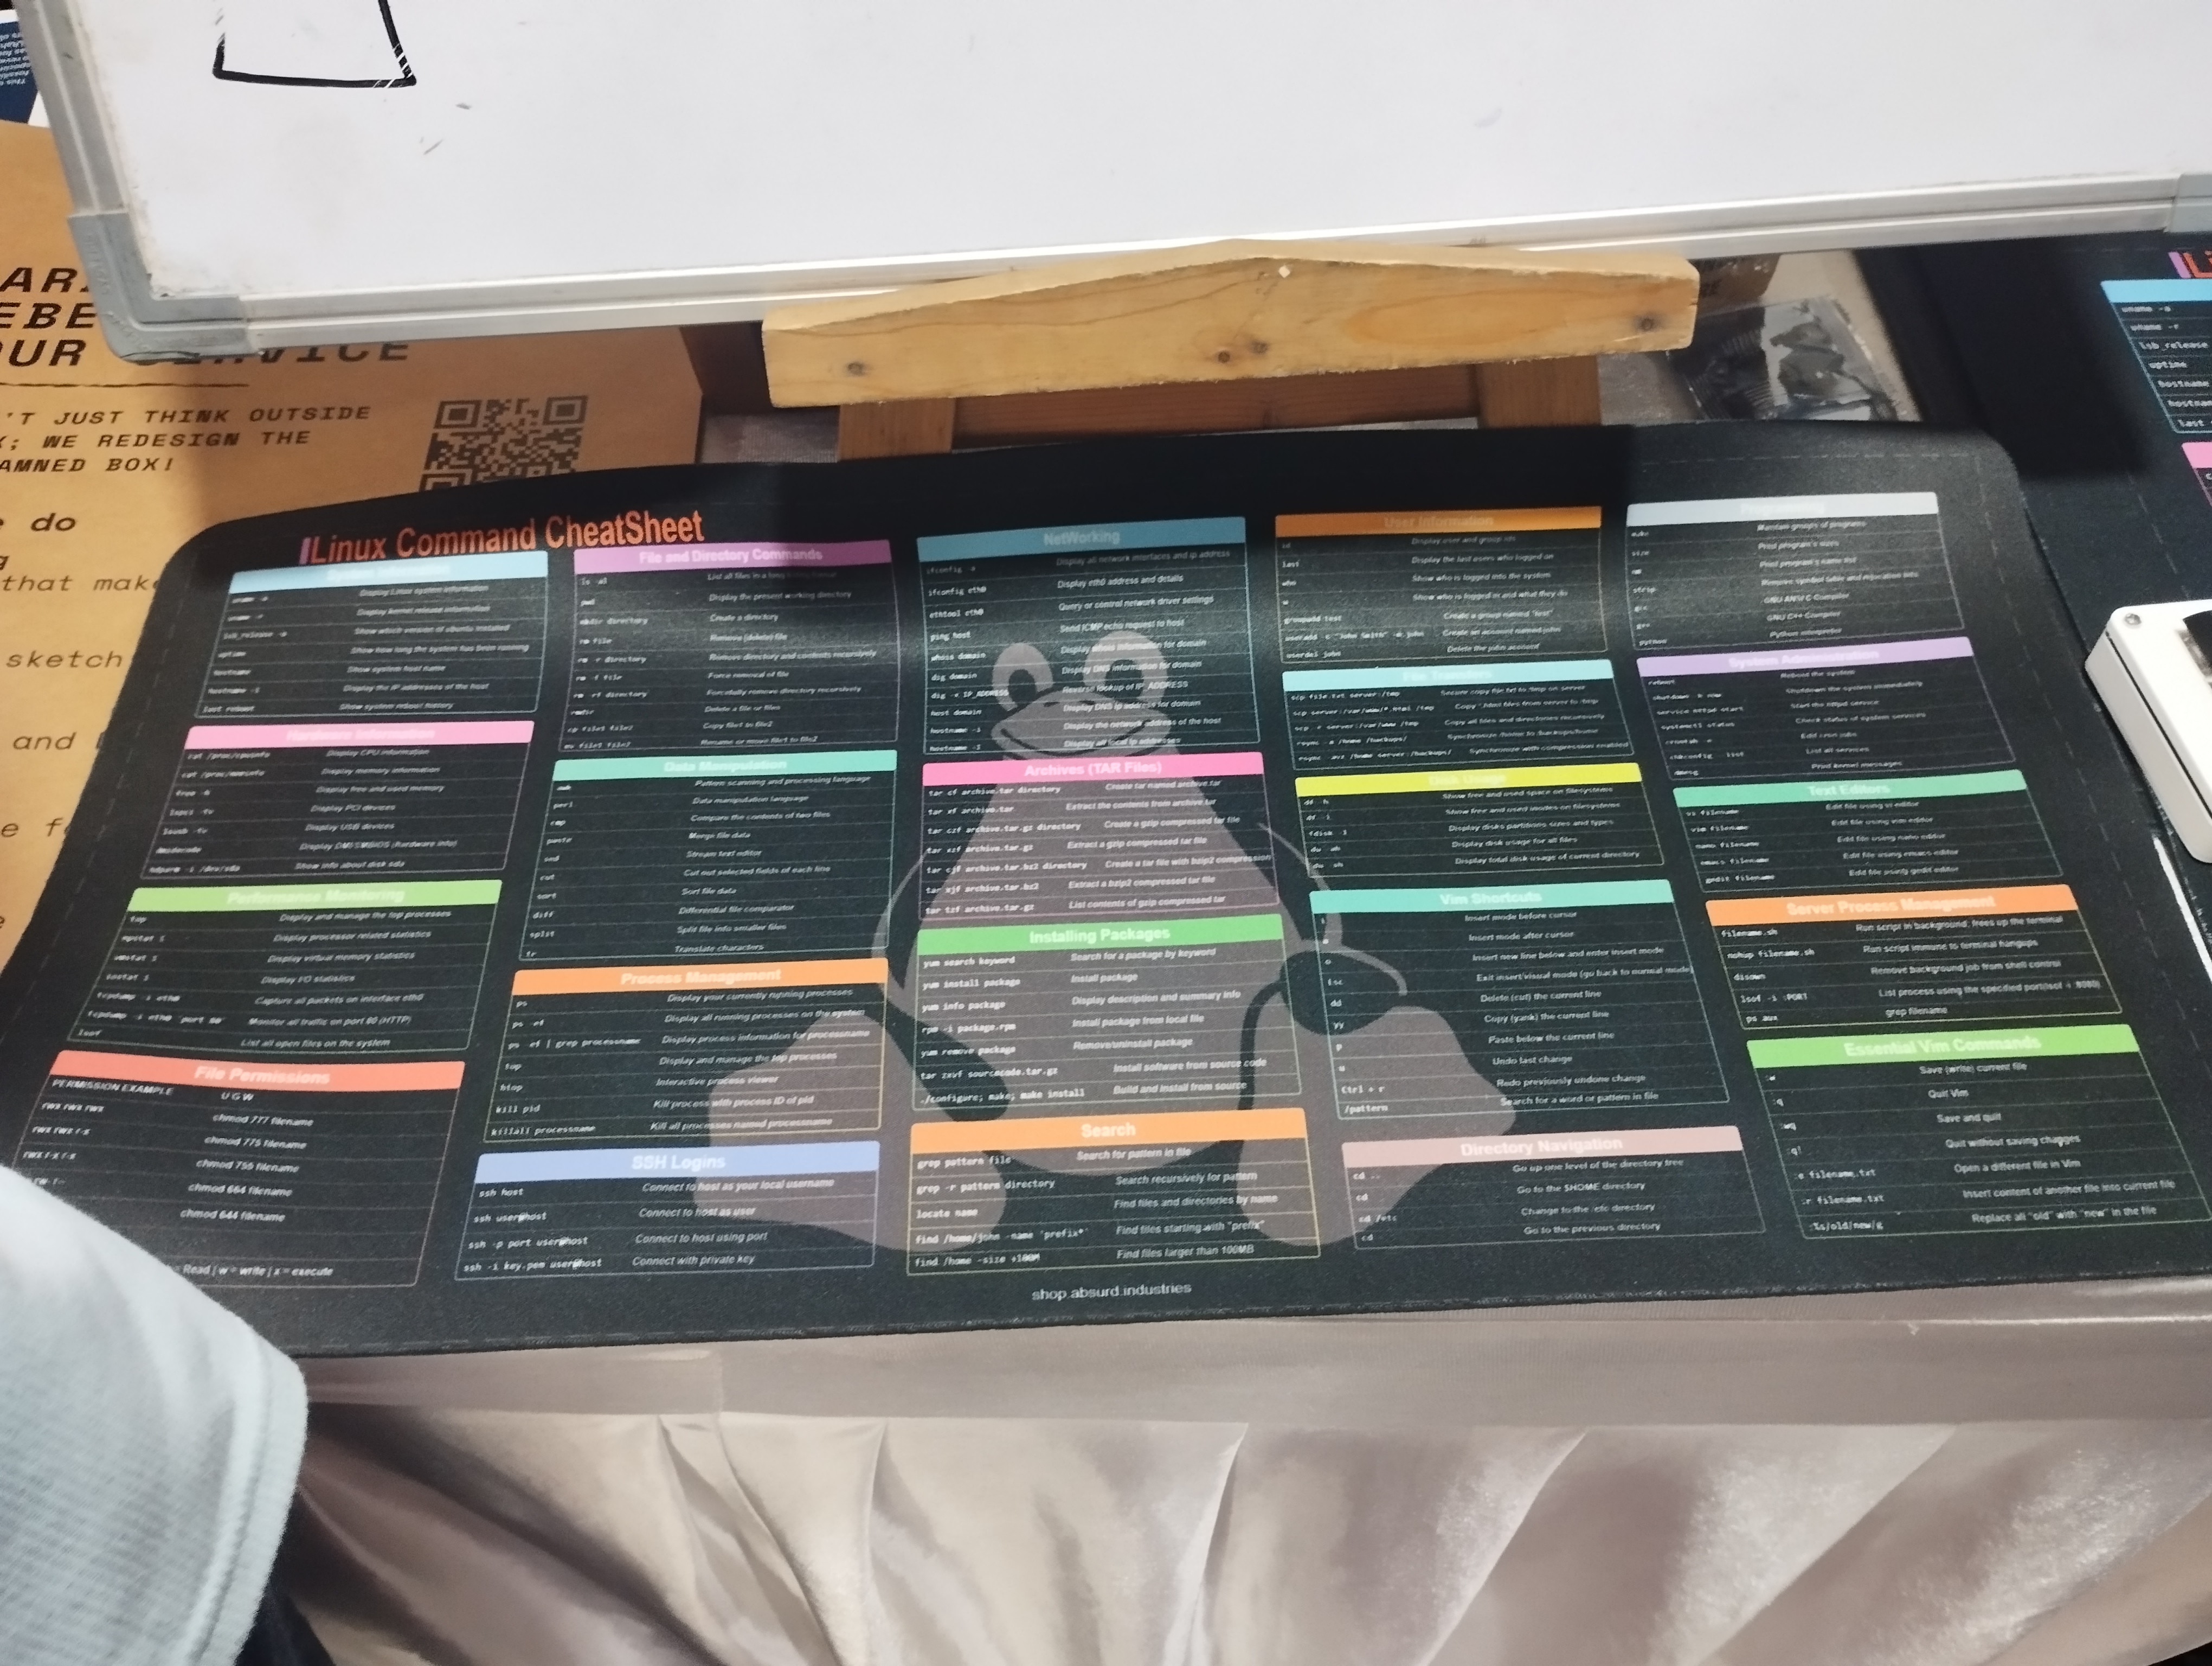 OUR SERVICE
'T JUST THINK OUTSIDE
WE REDESIGN THE
AMNED BOX!
do
that make
sketch
and
Linux Command CheatSheet
System Information
uname -a Display Linux system information
uname -r Display kernel release information
lsb_release -a Show which version of ubuntu installed
uptime Show how long the system has been running
hostname Show system host name
hostname -i Display the IP addresses of the host
last reboot Show system reboot history
Hardware Information
cat /proc/cpuinfo Display CPU information
cat /proc/meminfo Display memory information
free -h Display free and used memory
lspci -tv Display PCI devices
lsusb -tv Display USB devices
dmidecode Display DMI/SMBIOS (hardware info)
hdparm -i /dev/sda Show info about disk sda
Performance Monitoring
top Display and manage the top processes
mpstat 1 Display processor related statistics
vmstat 1 Display virtual memory statistics
iostat 1 Display I/O statistics
tcpdump -i eth0 Capture all packets on interface eth0
tcpdump -i eth0 'port 80' Monitor all traffic on port 80 (HTTP)
lsof List all open files on the system
File Permissions
PERMISSION EXAMPLE U G W
rwx rwx rwx chmod 777 filename
rwx rwx r-x chmod 775 filename
rwx r-x r-x chmod 755 filename
chmod 664 filename
chmod 644 filename
= Read | w = write | x = execute
File and Directory Commands
ls -al List all files in a
pwd Display the present working directory
mkdir directory Create a directory
rm file Remove (delete) file
rm -r directory Remove directory and contents recursively
rm -f file Force removal of file
rm -rf directory Forcefully remove directory recursively
rmdir Delete a file or files
cp file1 file2 Copy file1 to file2
mv file1 file2 Rename or move file1 to file2
Data Manipulation
awk Pattern scanning and processing language
perl Data manipulation language
cmp Compare the contents of two files
paste Merge file data
sed Stream text editor
cut Cut out selected fields of each line
sort Sort file data
diff Differential file comparator
split Split file into smaller files
tr Translate characters
Process Management
ps Display your currently running processes
ps -ef Display all running processes on the system
ps -ef | grep processname Display process information for processname
top Display and manage the top processes
htop Interactive process viewer
kill pid Kill process with process ID of pid
killall processname Kill all processes named processname
SSH Logins
ssh host Connect to host as your local username
ssh user@host Connect to host as user
ssh -p port user@host Connect to host using port
ssh -i key.pem user@host Connect with private key
NetWorking
ifconfig -a Display all network interfaces and ip address
ifconfig eth0 Display eth0 address and details
ethtool eth0 Query or control network driver settings
ping host Send ICMP echo request to host
whois domain Display whois information for domain
dig domain Display DNS information for domain
dig -x IP_ADDRESS Reverse lookup of IP_ADDRESS
host domain Display DNS ip address for domain
hostname -i Display the network address of the host
hostname -I Display all local ip addresses
Archives (TAR Files)
tar cf archive.tar directory Create tar named archive.tar
tar xf archive.tar Extract the contents from archive.tar
tar czf archive.tar.gz directory Create a gzip compressed tar file
tar xzf archive.tar.gz Extract a gzip compressed tar file
tar cjf archive.tar.bz2 directory Create a tar file with bzip2 compression
tar xjf archive.tar.bz2 Extract a bzip2 compressed tar file
tar tzf archive.tar.gz List contents of gzip compressed tar
Installing Packages
yum search keyword Search for a package by keyword
yum install package Install package
yum info package Display description and summary info
rpm -i package.rpm Install package from local file
yum remove package Remove/uninstall package
tar zxvf sourcecode.tar.gz Install software from source code
./configure; make; make install Build and install from source
Search
grep pattern file Search for pattern in file
grep -r pattern directory Search recursively for pattern
locate name Find files and directories by name
find /home/john -name 'prefix*' Find files starting with "prefix"
find /home -size +100M Find files larger than 100MB
User Information
id Display user and group ids
last Display the last users who logged on
who Show who is logged into the system
w Show who is logged in and what they do
groupadd test Create a group named "test"
useradd -c "John Smith" -m john Create an account named john
userdel john Delete the john account
File Transfers
scp file.txt server:/tmp Secure copy file.txt to /tmp on server
scp server:/var/www/*.html /tmp Copy *.html files from server to /tmp
scp -r server:/var/www /tmp Copy all files and directories recursively
rsync -a /home /backups/ Synchronize /home to /backups/home
rsync -avz /home server:/backups/ Synchronize with compression enabled
Disk Usage
df -h Show free and used space on filesystems
df -i Show free and used inodes on filesystems
fdisk -l Display disks partitions sizes and types
du -ah Display disk usage for all files
du -sh Display total disk usage of current directory
Vim Shortcuts
i Insert mode before cursor
a Insert mode after cursor
o Insert new line below and enter insert mode
Esc Exit insert/visual mode (go back to normal mode)
dd Delete (cut) the current line
yy Copy (yank) the current line
p Paste below the current line
u Undo last change
Ctrl + r Redo previously undone change
/pattern Search for a word or pattern in file
Directory Navigation
cd .. Go up one level of the directory tree
cd Go to the $HOME directory
cd /etc Change to the /etc directory
cd Go to the previous directory
make Maintain groups of programs
size Print program's sizes
nm Print program's name list
strip Remove symbol table and relocation bits
gcc GNU ANSI C Compiler
g++ GNU C++ Compiler
python Python interpreter
System Administration
reboot Reboot the system
shutdown -h now Shutdown the system immediately
service httpd start Start the httpd service
systemctl status Check status of system services
crontab -e Edit cron jobs
chkconfig --list List all services
dmesg Print kernel messages
Text Editors
vi filename Edit file using vi editor
vim filename Edit file using vim editor
nano filename Edit file using nano editor
emacs filename Edit file using emacs editor
gedit filename Edit file using gedit editor
Server Process Management
filename.sh Run script in background; frees up the terminal
nohup filename.sh Run script immune to terminal hangups
disown Remove background job from shell control
lsof -i :PORT List process using the specified port(lsof -i :8080)
ps aux grep filename
Essential Vim Commands
:w Save (write) current file
:q Quit Vim
:wq Save and quit
:q! Quit without saving changes
:e filename.txt Open a different file in Vim
:r filename.txt Insert content of another file into current file
:%s/old/new/g Replace all "old" with "new" in the file
shop.absurd.industries
uname -a
uname -r
lsb_release
uptime
hostname
hostname
last